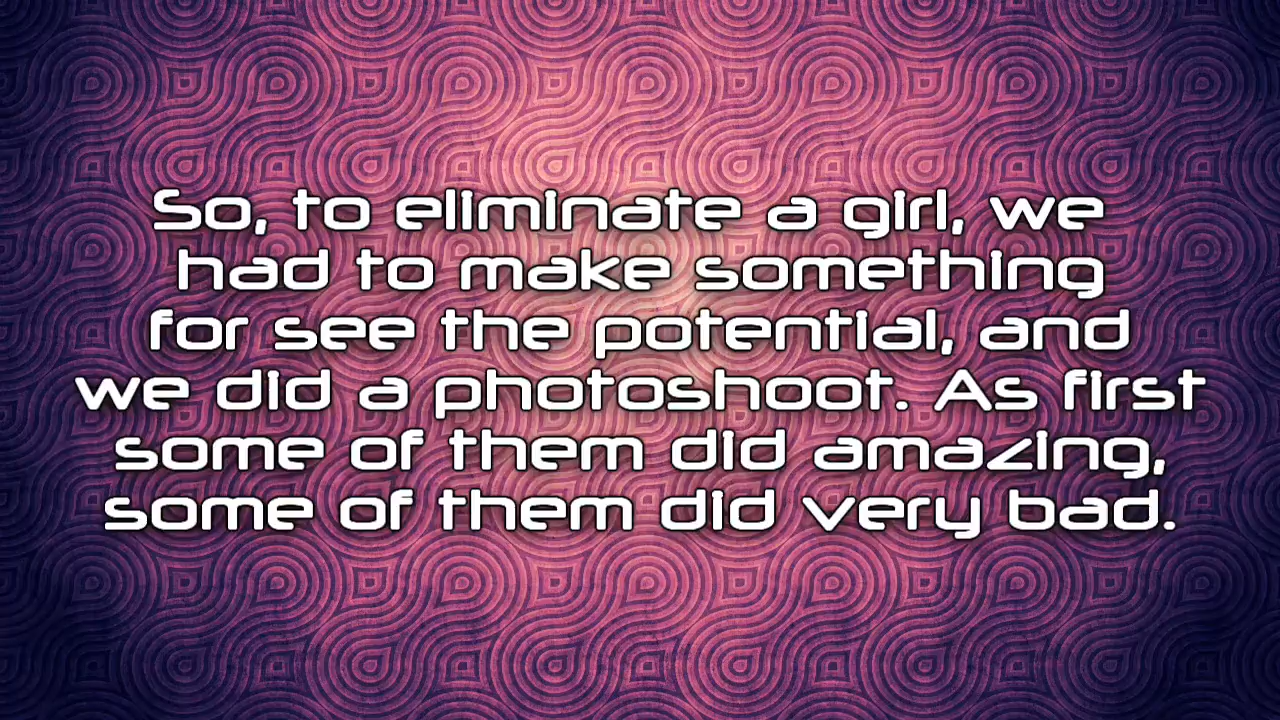 So, to eliminate a girl, we
had to make something
for see the potential, and
we did a photoshoot. As first
some of them did amazing,
some of them did very bad.